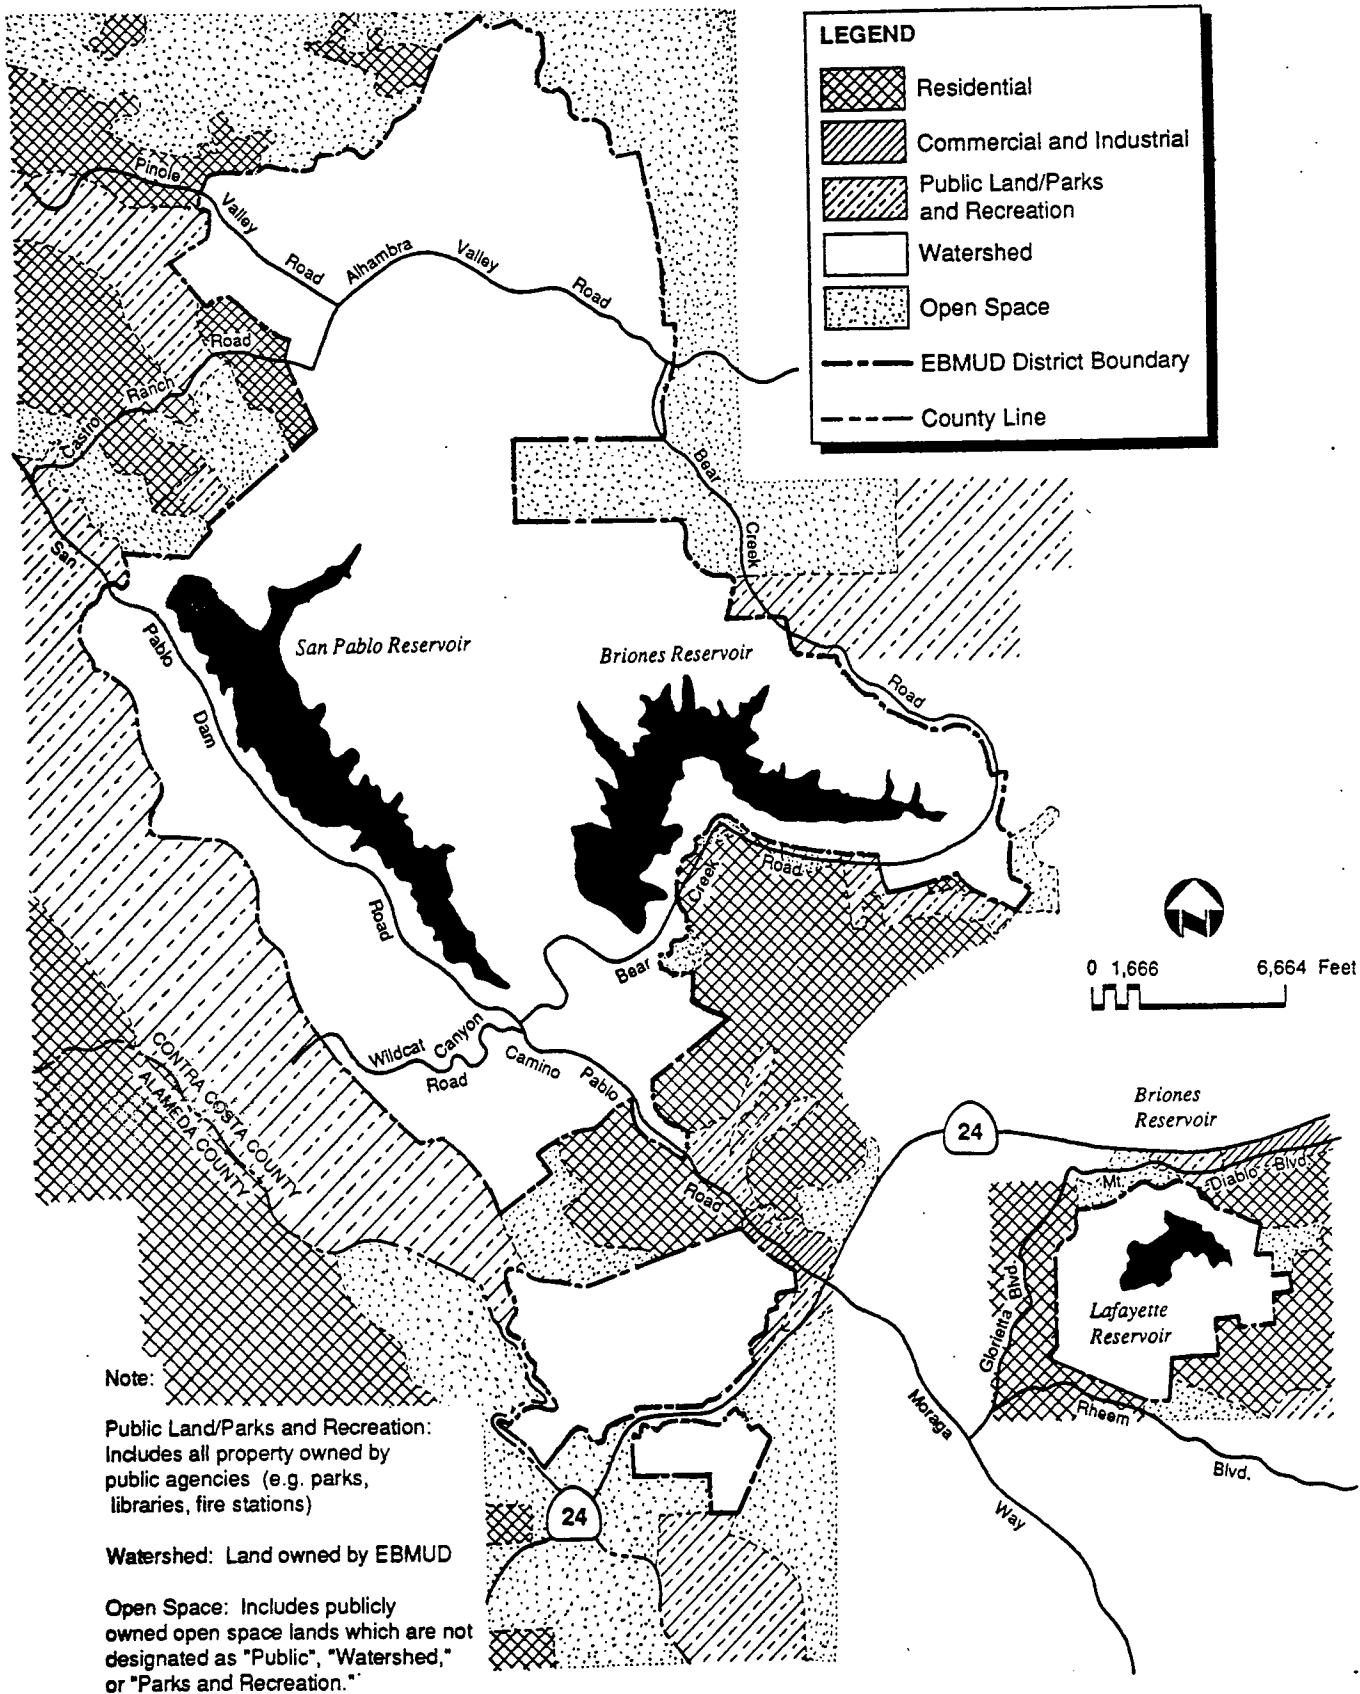 LEGEND
Residential
Commercial and Industrial
Public Land/Parks
and Recreation
Watershed
Open Space
EBMUD District Boundary
County Line
Pinole
Valley
Road
Alhambra
Valley
Road
Road
Ranch
Castro
San
Pablo
Dam
Road
Bear
Creek
Road
San Pablo Reservoir
Briones Reservoir
Road
Creek
Bear
N
0 1,666 6,664 Feet
Wildcat
Canyon
Road
Camino
Pablo
Road
CONTRA COSTA COUNTY
ALAMEDA COUNTY
24
Briones
Reservoir
Mt.
Diablo Blvd.
Glorietta
Blvd.
Lafayette
Reservoir
Rheem
Blvd.
Moraga
Way
24
Note:
Public Land/Parks and Recreation:
Includes all property owned by
public agencies (e.g. parks,
libraries, fire stations)
Watershed: Land owned by EBMUD
Open Space: Includes publicly
owned open space lands which are not
designated as "Public", "Watershed,"
or "Parks and Recreation."